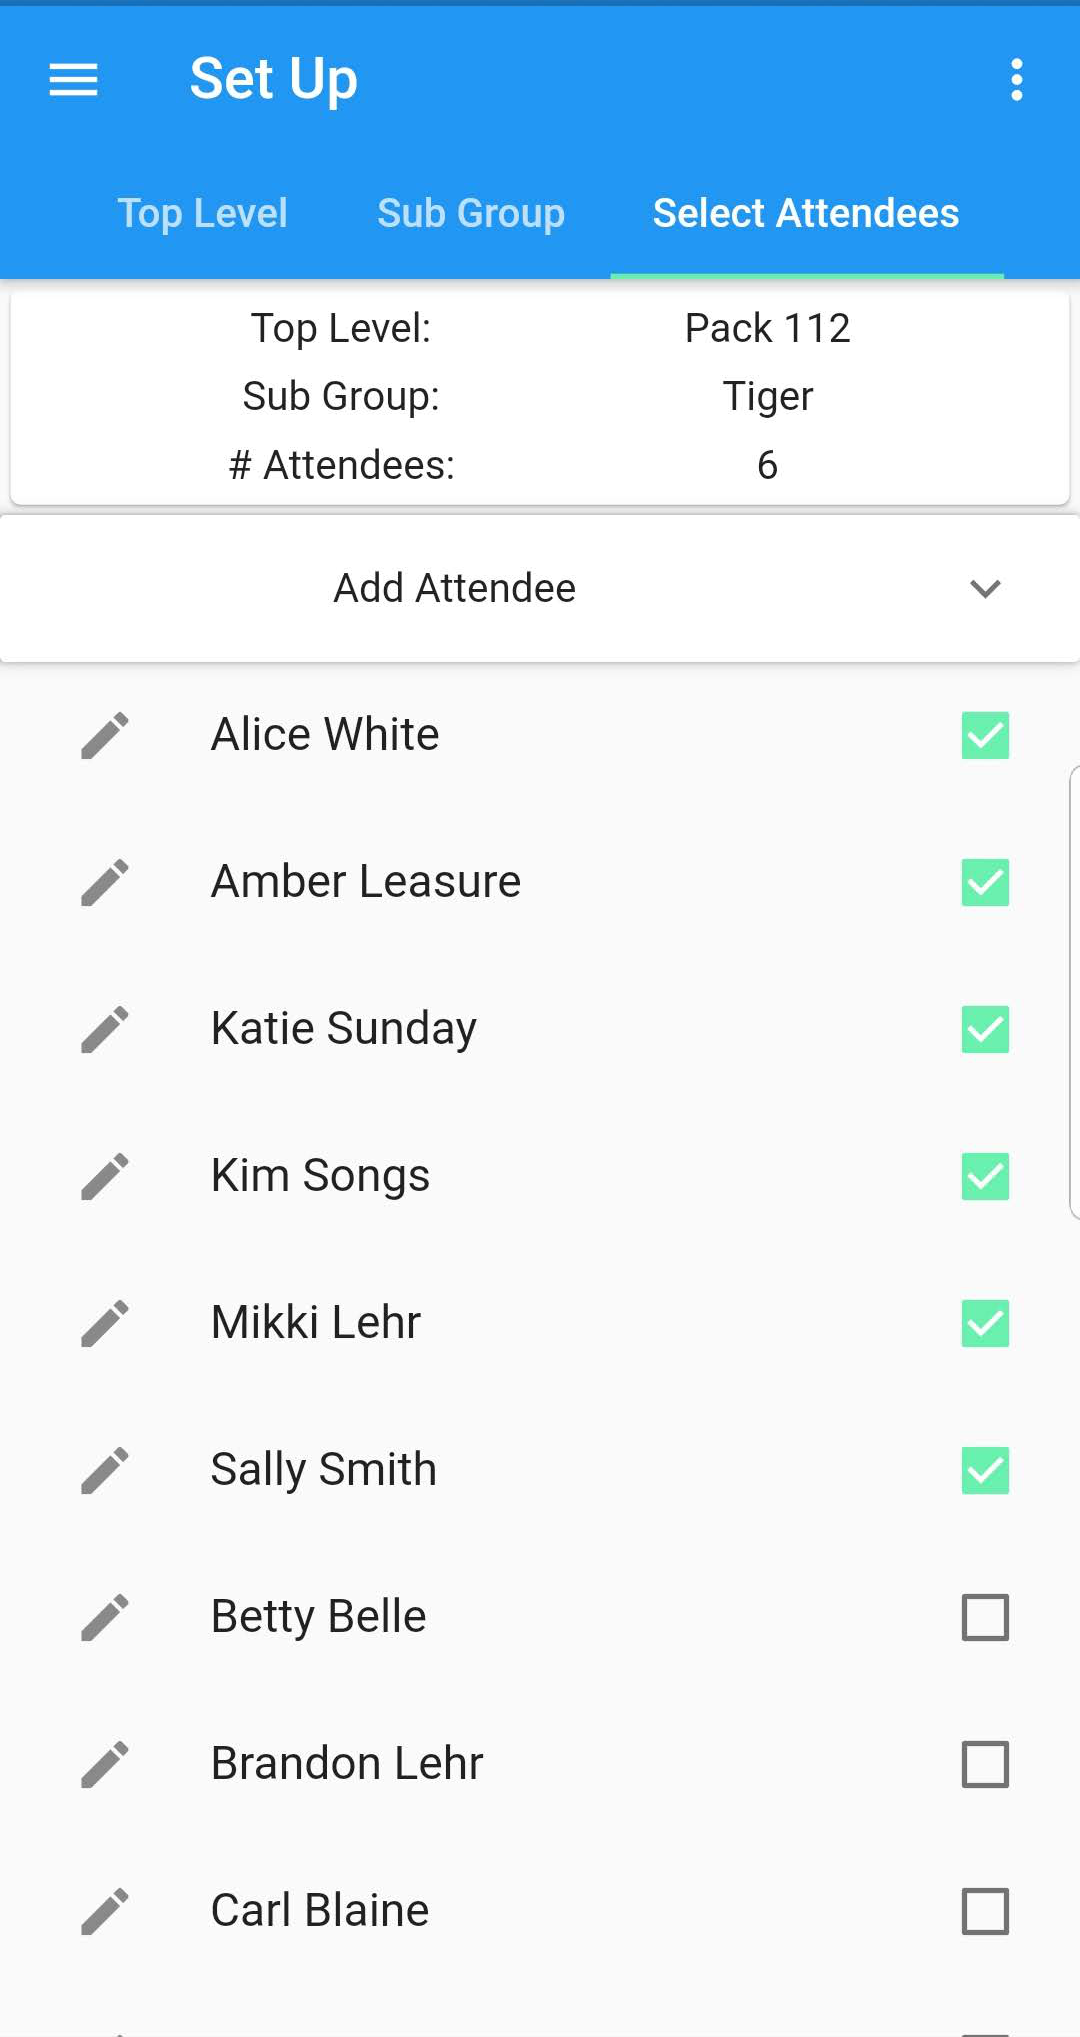 Set Up
Top Level Sub Group Select Attendees
Top Level: Pack 112
Sub Group: Tiger
# Attendees: 6
Add Attendee
Alice White
Amber Leasure
Katie Sunday
Kim Songs
Mikki Lehr
Sally Smith
Betty Belle
Brandon Lehr
Carl Blaine